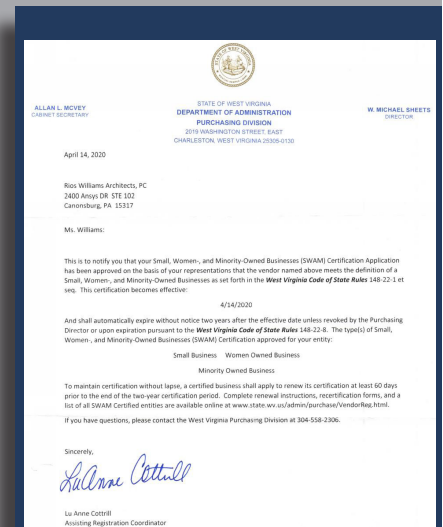 ALLAN L. MCVEY
CABINET SECRETARY
STATE OF WEST VIRGINIA
DEPARTMENT OF ADMINISTRATION
PURCHASING DIVISION
2019 WASHINGTON STREET, EAST
CHARLESTON, WEST VIRGINIA 25305-0130
W. MICHAEL SHEETS
DIRECTOR
April 14, 2020
Rios Williams Architects, PC
2400 Ansys DR STE 102
Canonsburg, PA 15317
Ms. Williams:
This is to notify you that your Small, Women-, and Minority-Owned Businesses (SWAM) Certification Application
has been approved on the basis of your representations that the vendor named above meets the definition of a
Small, Women-, and Minority-Owned Businesses as set forth in the West Virginia Code of State Rules 148-22-1 et
seq. This certification becomes effective:
4/14/2020
And shall automatically expire without notice two years after the effective date unless revoked by the Purchasing
Director or upon expiration pursuant to the West Virginia Code of State Rules 148-22-8. The type(s) of Small,
Women-, and Minority-Owned Businesses (SWAM) Certification approved for your entity:
Small Business Women Owned Business
Minority Owned Business
To maintain certification without lapse, a certified business shall apply to renew its certification at least 60 days
prior to the end of the two-year certification period. Complete renewal instructions, recertification forms, and a
list of all SWAM Certified entities are available online at www.state.wv.us/admin/purchase/VendorReg.html.
If you have questions, please contact the West Virginia Purchasing Division at 304-558-2306.
Sincerely,
LuAnne Cottrill
Lu Anne Cottrill
Assisting Registration Coordinator